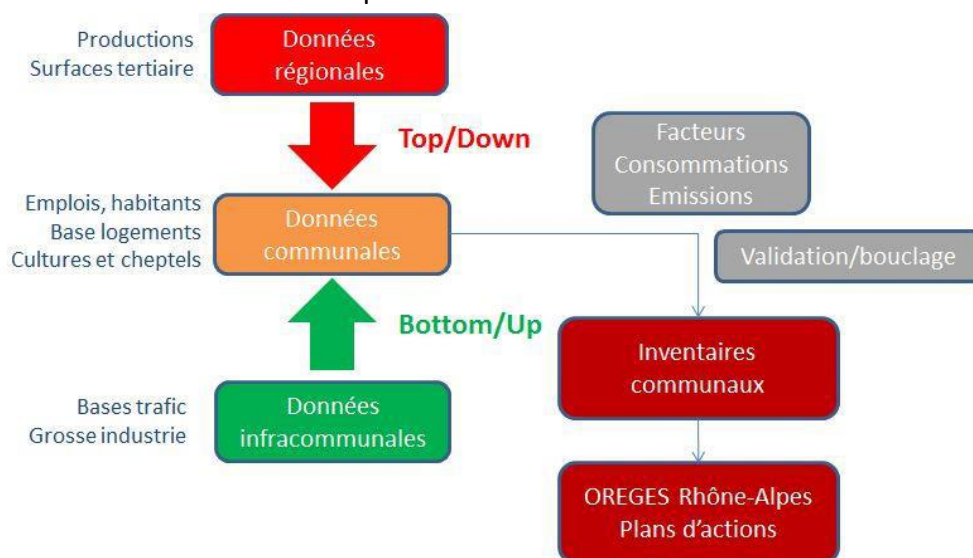 Productions
Surfaces tertiaire
Données
régionales
Top/Down
Facteurs
Consommations
Emissions
Emplois, habitants
Base logements
Cultures et cheptels
Données
communales
Validation/bouclage
Bottom/Up
Inventaires
communaux
Bases trafic
Grosse industrie
Données
infracommunales
OREGES Rhône-Alpes
Plans d'actions